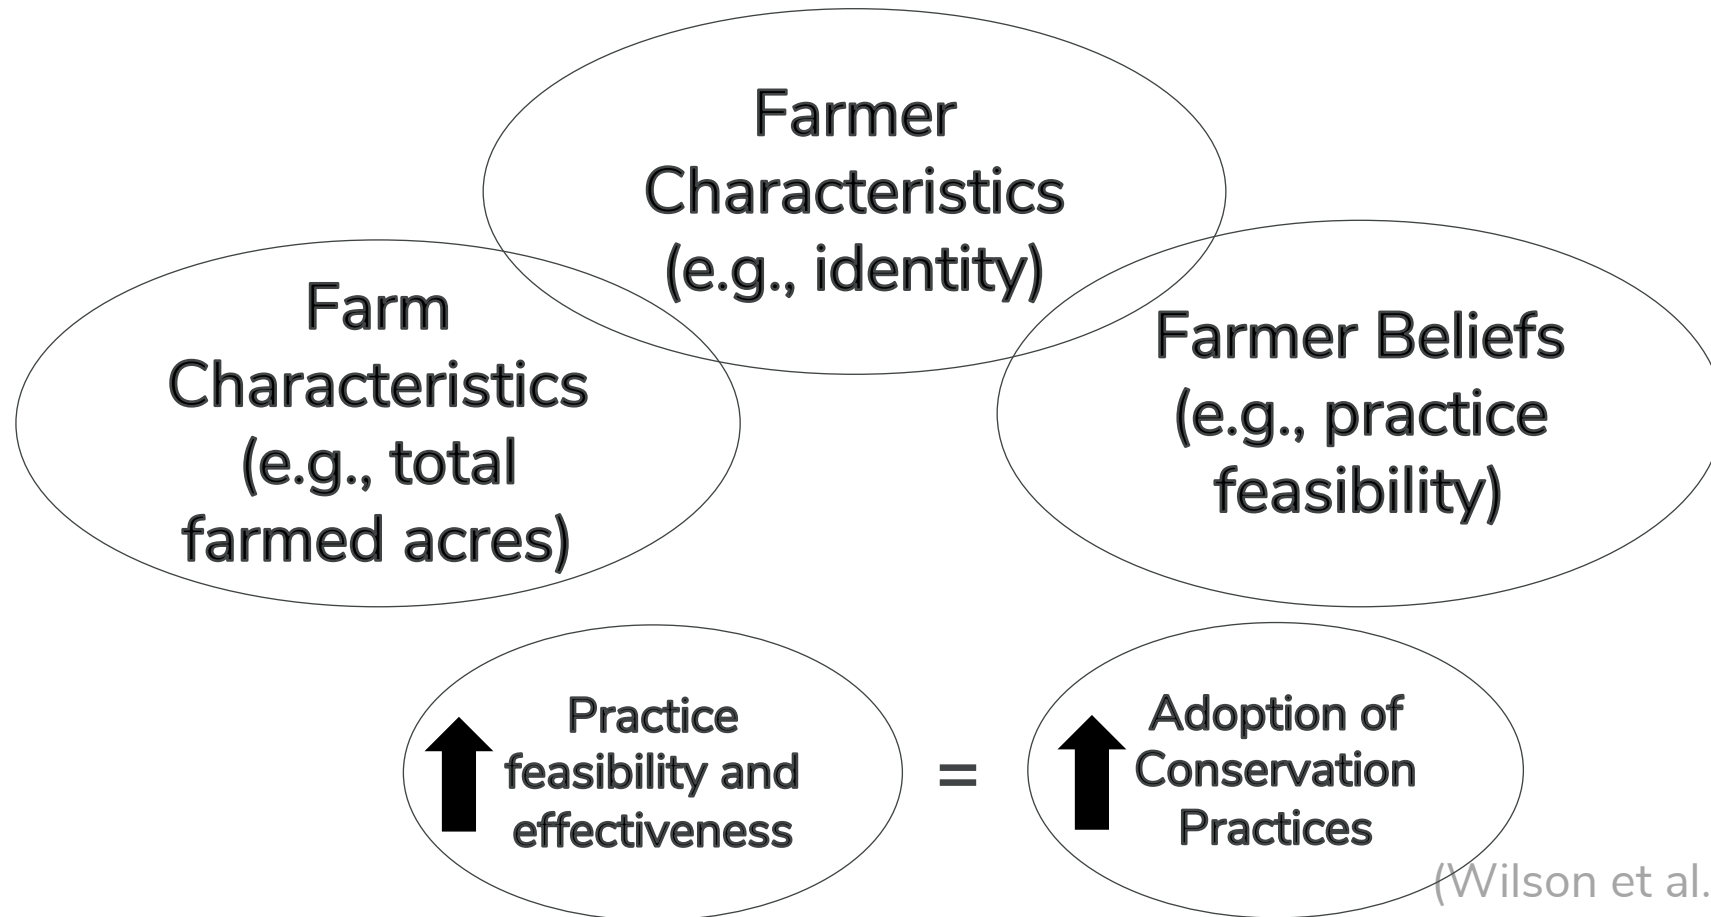 Farmer
Characteristics
(e.g., identity)
Farm
Characteristics
(e.g., total
farmed acres)
Farmer Beliefs
(e.g., practice
feasibility)
Practice
feasibility and
effectiveness
=
Adoption of
Conservation
Practices
(Wilson et al.